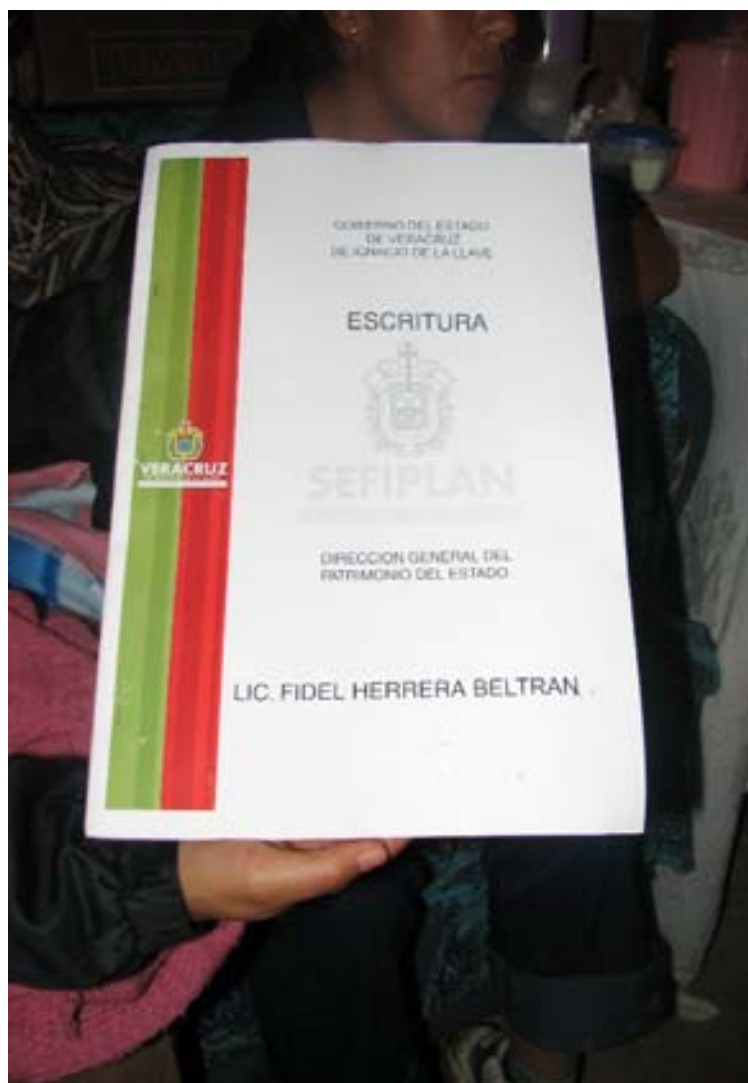 GOBIERNO DEL ESTADO
DE VERACRUZ
DE IGNACIO DE LA LLAVE
ESCRITURA
VERACRUZ
SEFIPLAN
DIRECCION GENERAL DEL
PATRIMONIO DEL ESTADO
LIC. FIDEL HERRERA BELTRAN